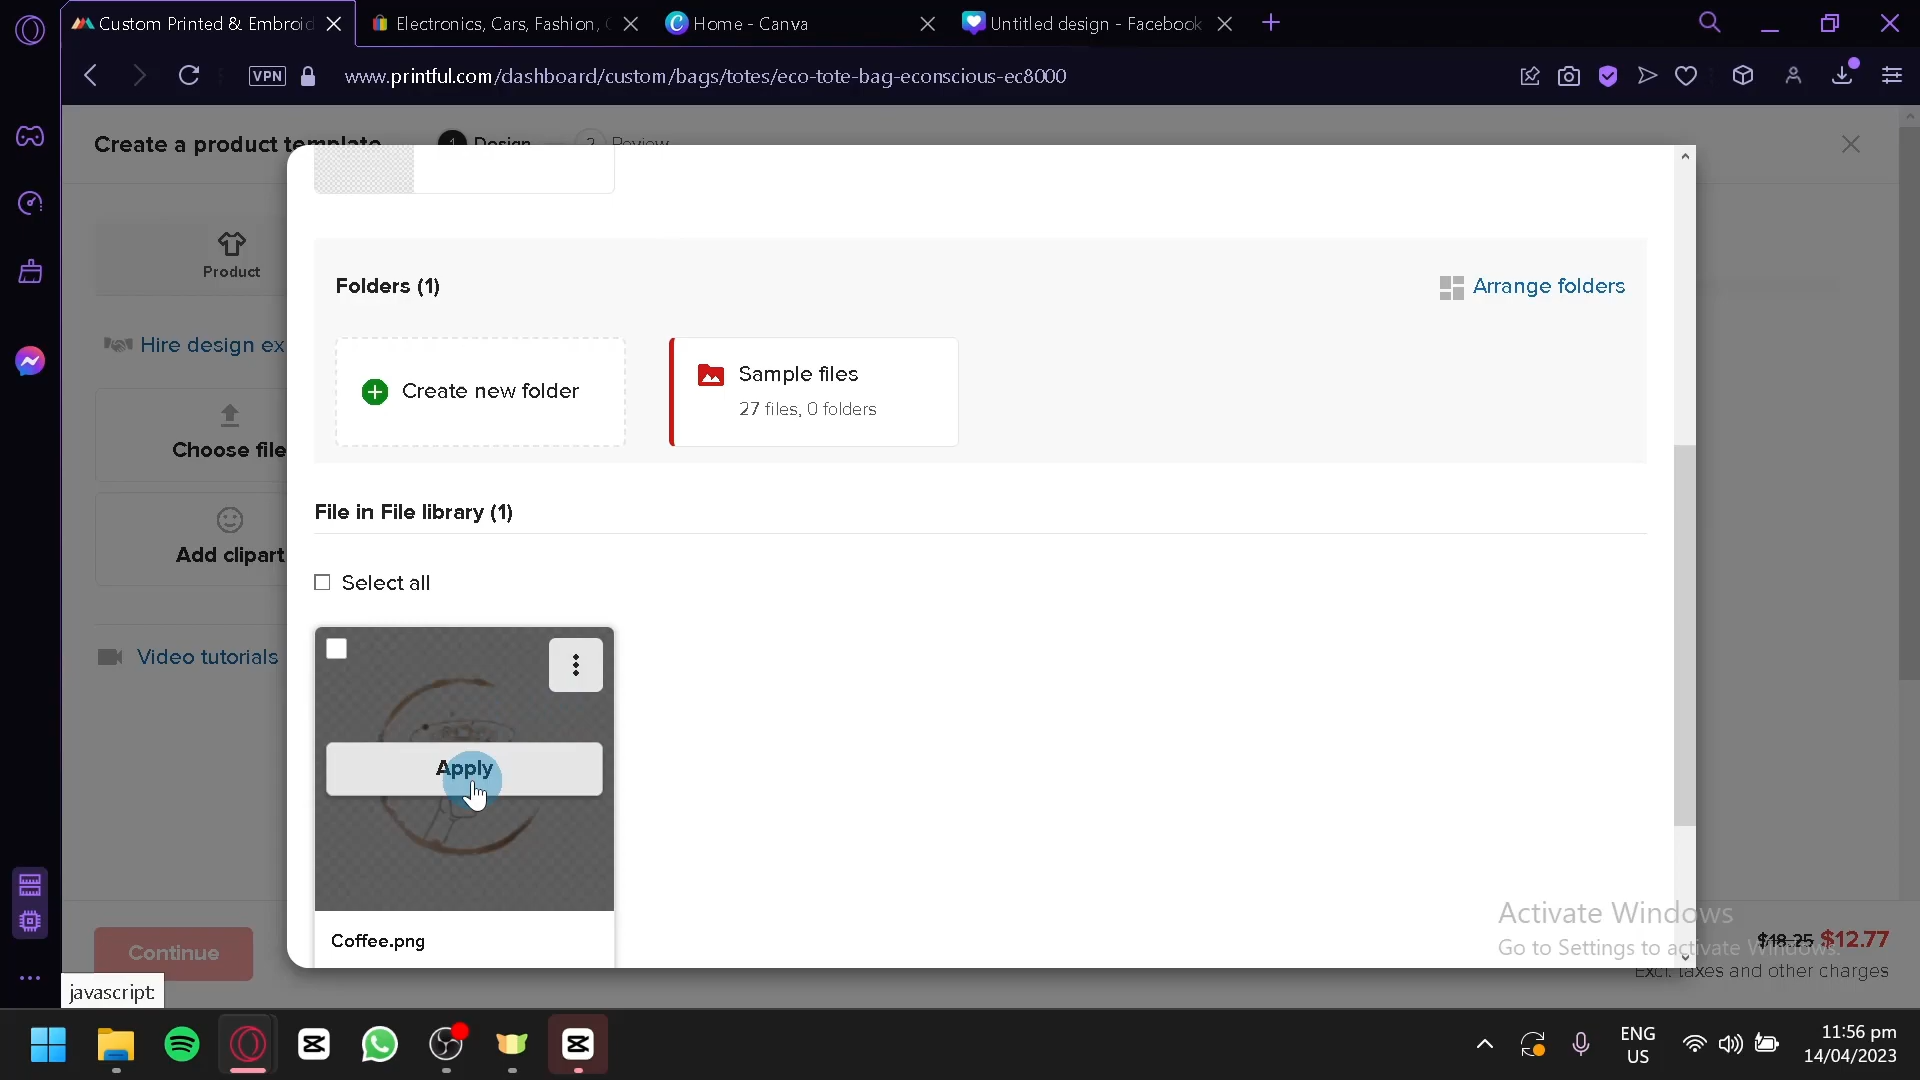 Custom Printed & Embroid
Electronics, Cars, Fashion,
Home - Canva
Untitled design - Facebook
VPN
www.printful.com/dashboard/custom/bags/totes/eco-tote-bag-econscious-ec8000
Create a product template
1 Design
2 Review
Product
Hire design ex
Choose file
Add clipart
Video tutorials
Folders (1)
Arrange folders
Create new folder
Sample files
27 files, 0 folders
File in File library (1)
Select all
Apply
Coffee.png
Continue
Activate Windows
Go to Settings to activate Windows.
$18.25 $12.77
Excl. taxes and other charges
javascript:
ENG
US
11:56 pm
14/04/2023